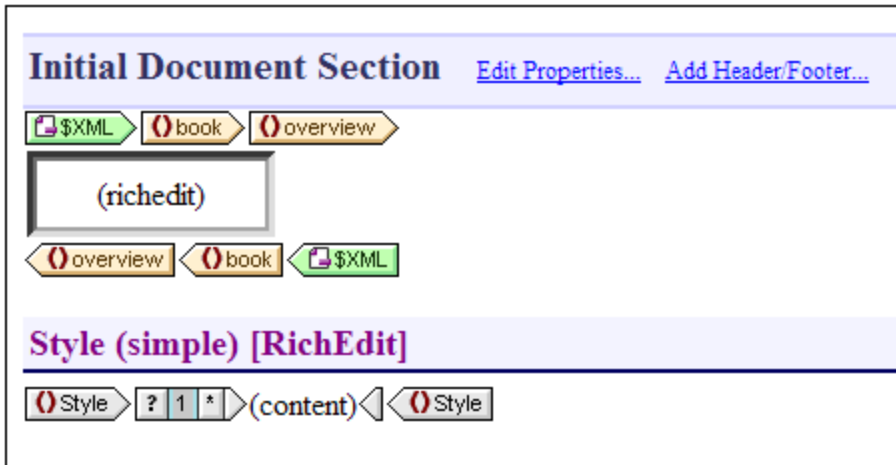 Initial Document Section Edit Properties... Add Header/Footer...
$XML ()book ()overview
(richedit)
()overview ()book $XML
Style (simple) [RichEdit]
()Style ? 1 * (content) ()Style